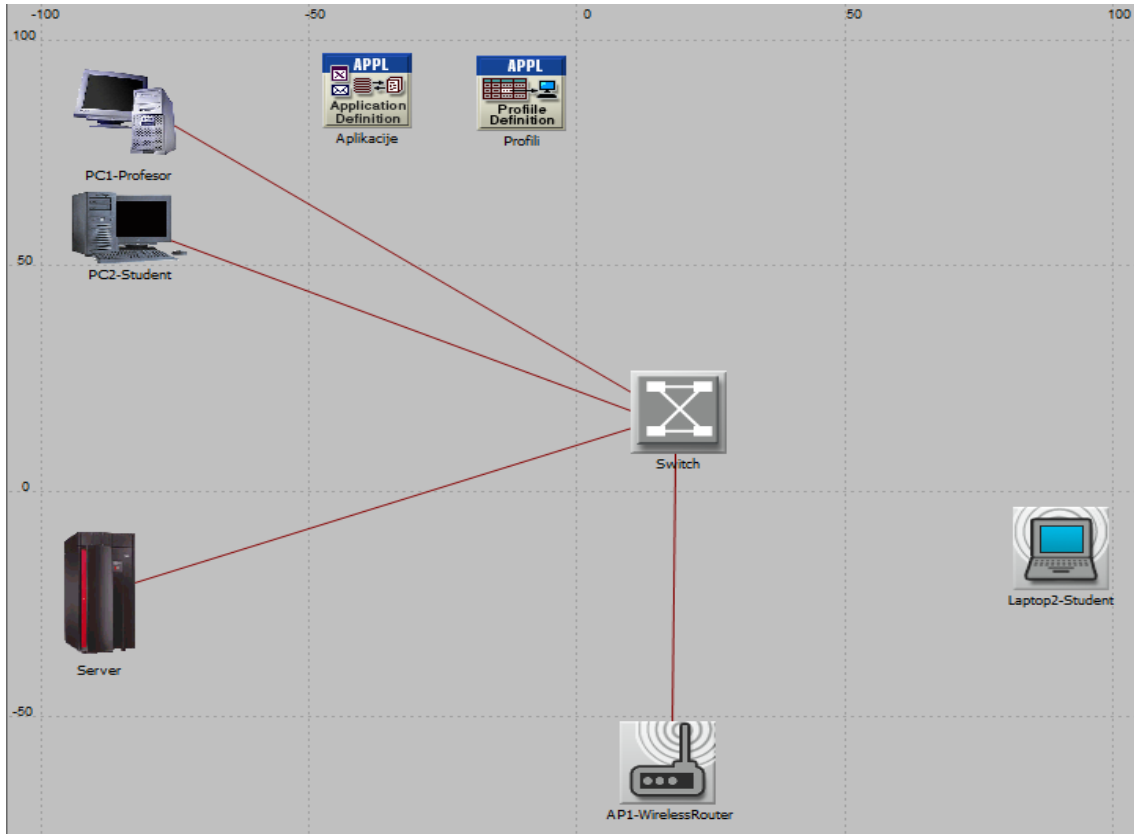 -100
-50
0
50
100
100
APPL
Application
Definition
Aplikacije
APPL
Profiile
Definition
Profili
PC1-Profesor
PC2-Student
50
Switch
0
Laptop2-Student
Server
-50
AP1-WirelessRouter